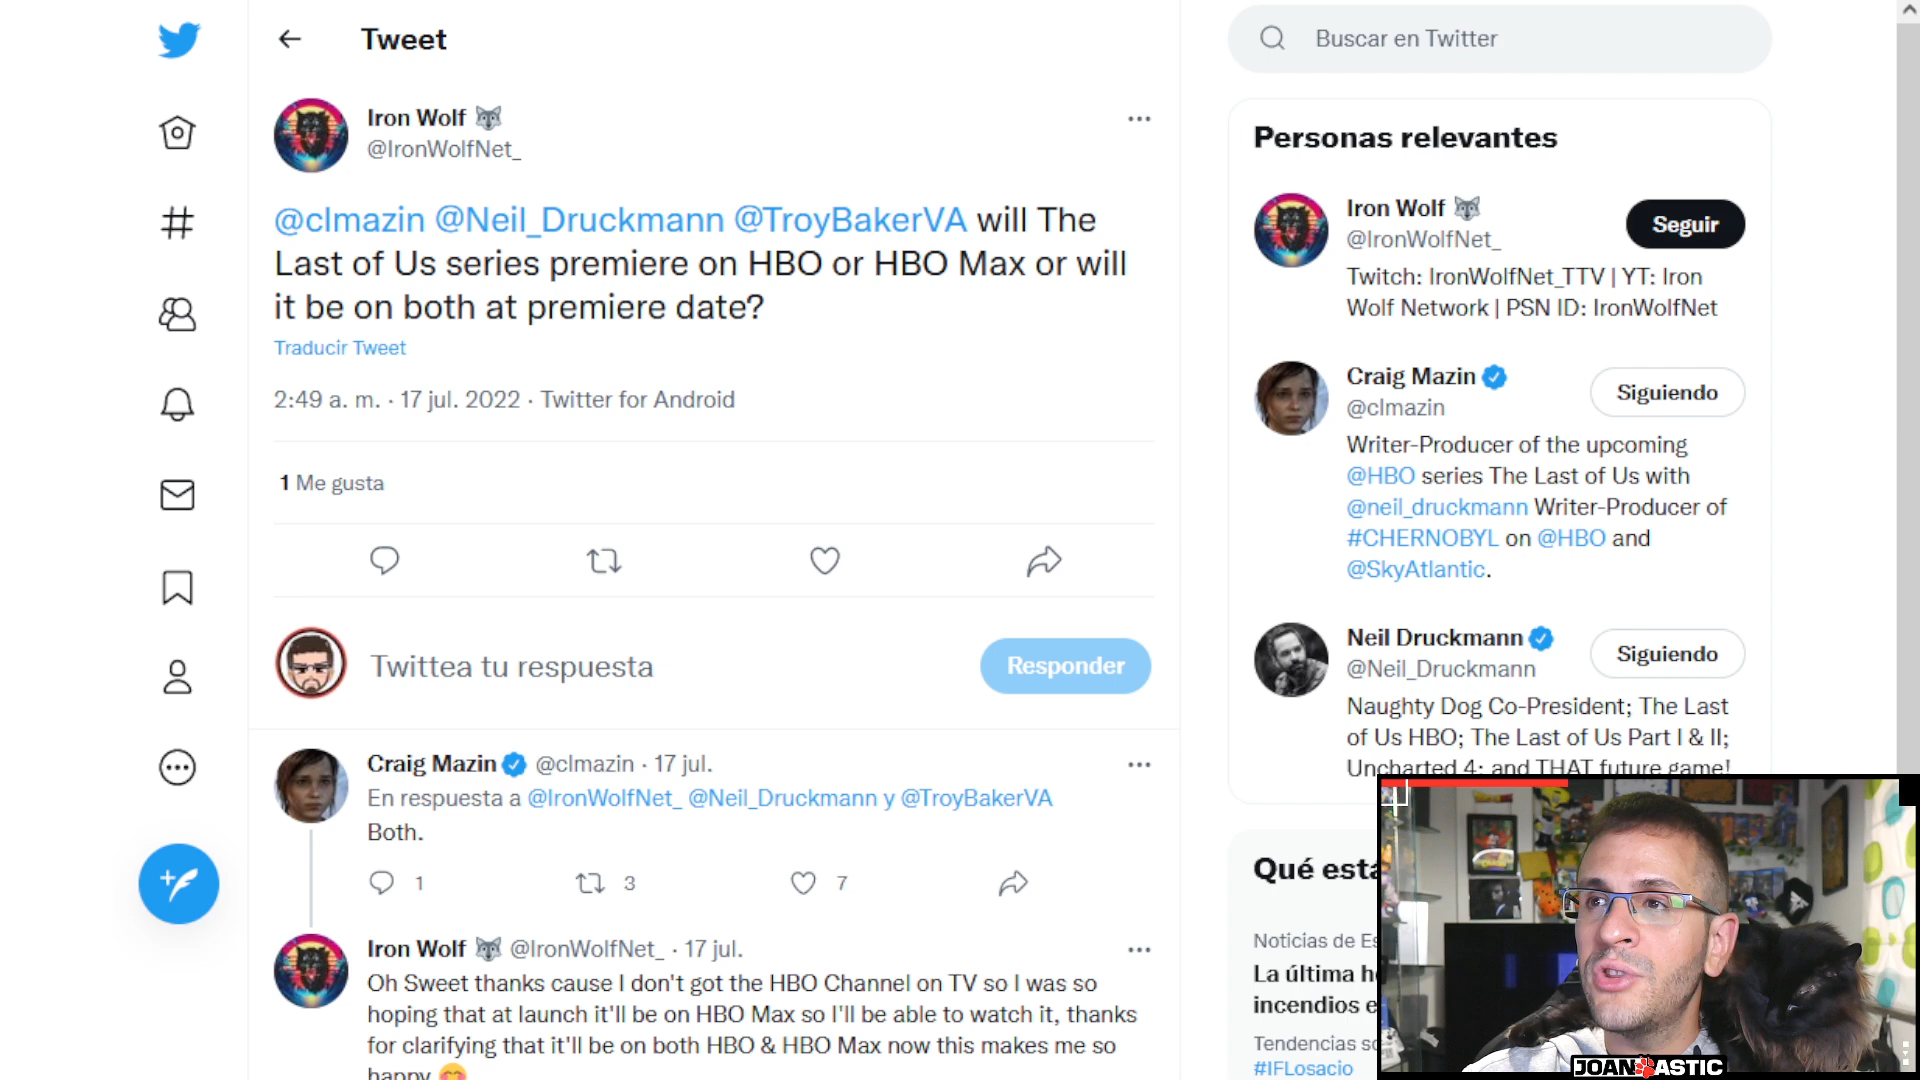 Tweet
Buscar en Twitter
Iron Wolf
@IronWolfNet_
@clmazin @Neil_Druckmann @TroyBakerVA will The
Last of Us series premiere on HBO or HBO Max or will
it be on both at premiere date?
Traducir Tweet
2:49 a. m. · 17 jul. 2022 · Twitter for Android
1 Me gusta
Twittea tu respuesta
Responder
Craig Mazin @clmazin · 17 jul.
En respuesta a @IronWolfNet_ @Neil_Druckmann y @TroyBakerVA
Both.
1 3 7
Iron Wolf @IronWolfNet_ · 17 jul.
Oh Sweet thanks cause I don't got the HBO Channel on TV so I was so
hoping that at launch it'll be on HBO Max so I'll be able to watch it, thanks
for clarifying that it'll be on both HBO & HBO Max now this makes me so
happy
Personas relevantes
Iron Wolf
@IronWolfNet_
Seguir
Twitch: IronWolfNet_TTV | YT: Iron
Wolf Network | PSN ID: IronWolfNet
Craig Mazin
@clmazin
Siguiendo
Writer-Producer of the upcoming
@HBO series The Last of Us with
@neil_druckmann Writer-Producer of
#CHERNOBYL on @HBO and
@SkyAtlantic.
Neil Druckmann
@Neil_Druckmann
Siguiendo
Naughty Dog Co-President; The Last
of Us HBO; The Last of Us Part I & II;
Uncharted 4; and THAT future game!
Qué está
Noticias de Es
La última h
incendios e
Tendencias so
#IFLosacio
JOANTASTIC